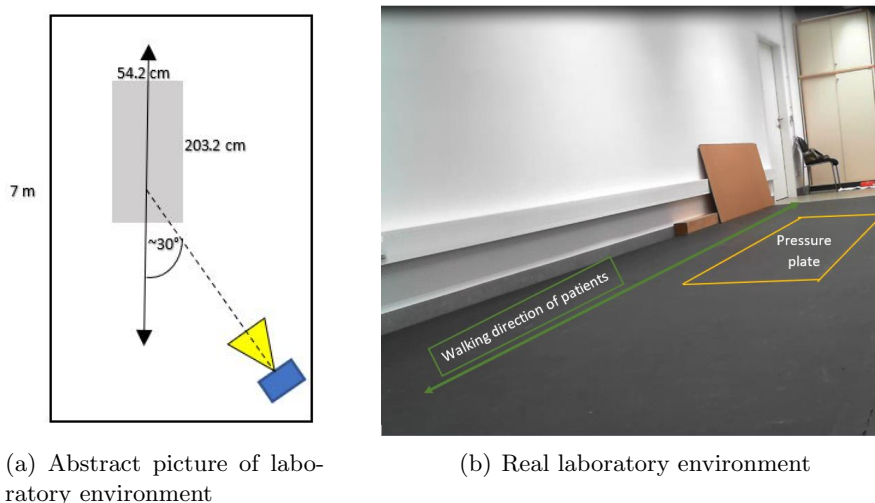 54.2 cm
203.2 cm
7 m
~30°
Walking direction of patients
Pressure
plate
(a) Abstract picture of labo-
ratory environment
(b) Real laboratory environment